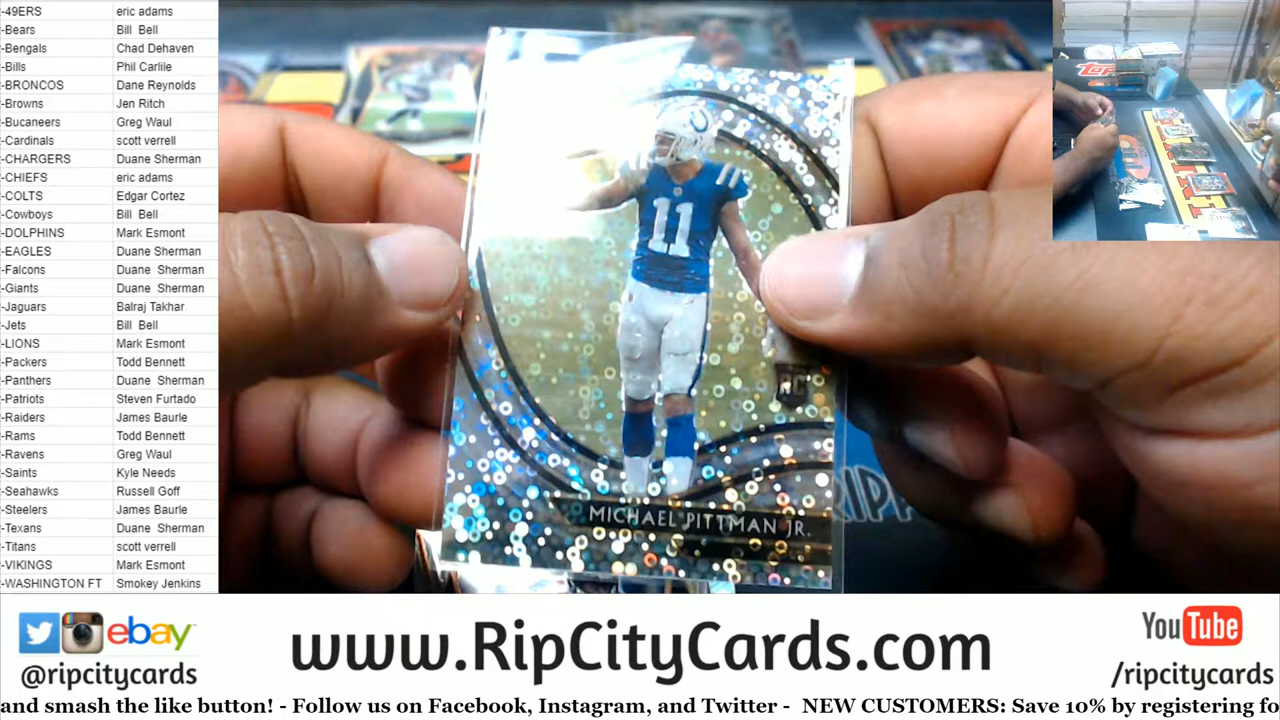 -49ERS eric adams
-Bears Bill Bell
-Bengals Chad Dehaven
-Bills Phil Carlile
-BRONCOS Dane Reynolds
-Browns Jen Ritch
-Bucaneers Greg Waul
-Cardinals scott verrell
-CHARGERS Duane Sherman
-CHIEFS eric adams
-COLTS Edgar Cortez
-Cowboys Bill Bell
-DOLPHINS Mark Esmont
-EAGLES Duane Sherman
-Falcons Duane Sherman
-Giants Duane Sherman
-Jaguars Balraj Takhar
-Jets Bill Bell
-LIONS Mark Esmont
-Packers Todd Bennett
-Panthers Duane Sherman
-Patriots Steven Furtado
-Raiders James Baurle
-Rams Todd Bennett
-Ravens Greg Waul
-Saints Kyle Needs
-Seahawks Russell Goff
-Steelers James Baurle
-Texans Duane Sherman
-Titans scott verrell
-VIKINGS Mark Esmont
-WASHINGTON FT Smokey Jenkins
11
RC
MICHAEL PITTMAN JR.
RIPP
Topps
ebay
@ripcitycards
www.RipCityCards.com
YouTube
/ripcitycards
and smash the like button! - Follow us on Facebook, Instagram, and Twitter - NEW CUSTOMERS: Save 10% by registering fo